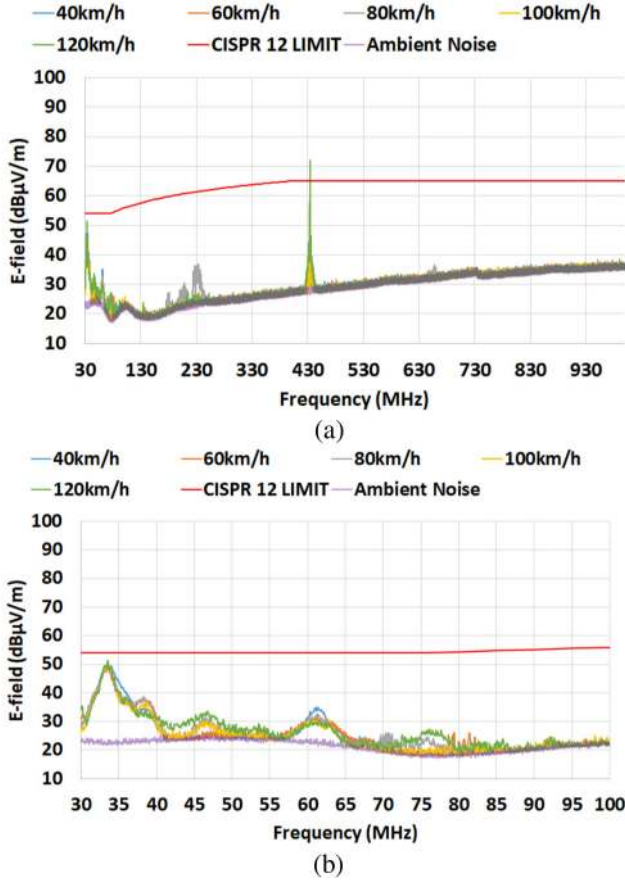 40km/h 60km/h 80km/h 100km/h
120km/h CISPR 12 LIMIT Ambient Noise
100
90
80
70
60
50
40
30
20
10
E-field (dBµV/m)
30 130 230 330 430 530 630 730 830 930
Frequency (MHz)
(a)
40km/h 60km/h 80km/h 100km/h
120km/h CISPR 12 LIMIT Ambient Noise
100
90
80
70
60
50
40
30
20
10
E-field (dBµV/m)
30 35 40 45 50 55 60 65 70 75 80 85 90 95 100
Frequency (MHz)
(b)